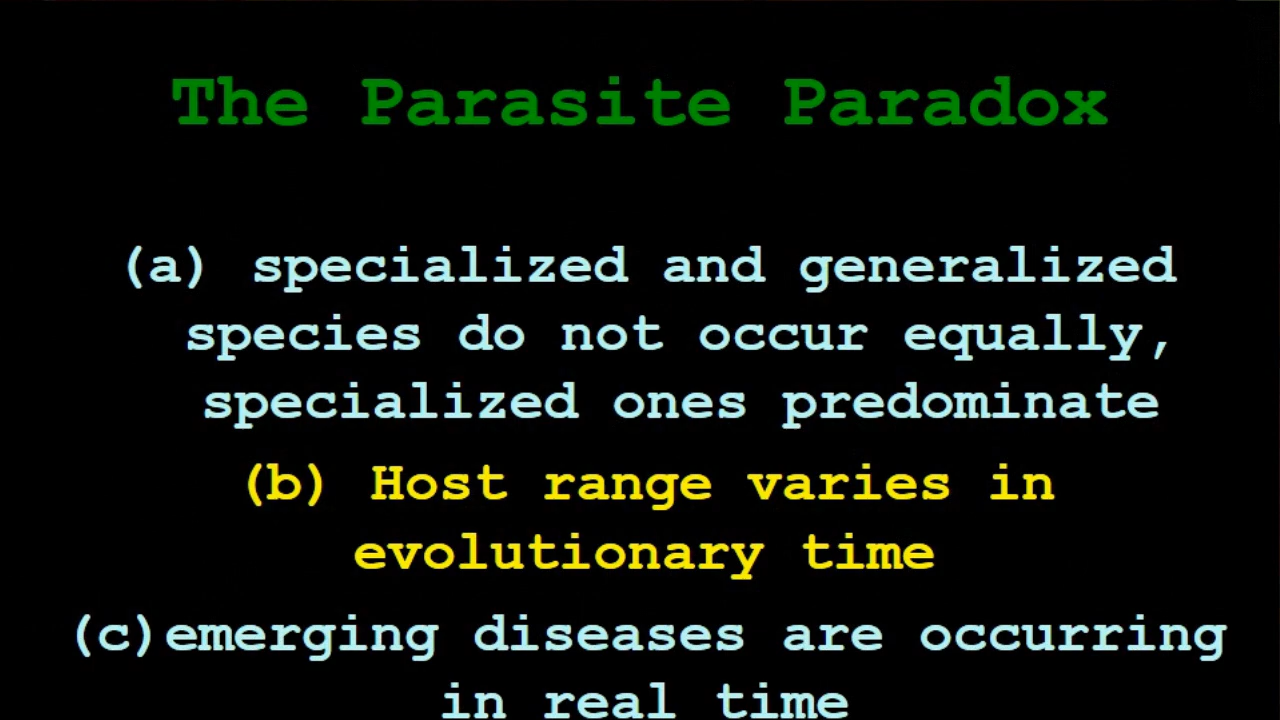 The Parasite Paradox
(a) specialized and generalized
species do not occur equally,
specialized ones predominate
(b) Host range varies in
evolutionary time
(c)emerging diseases are occurring
in real time